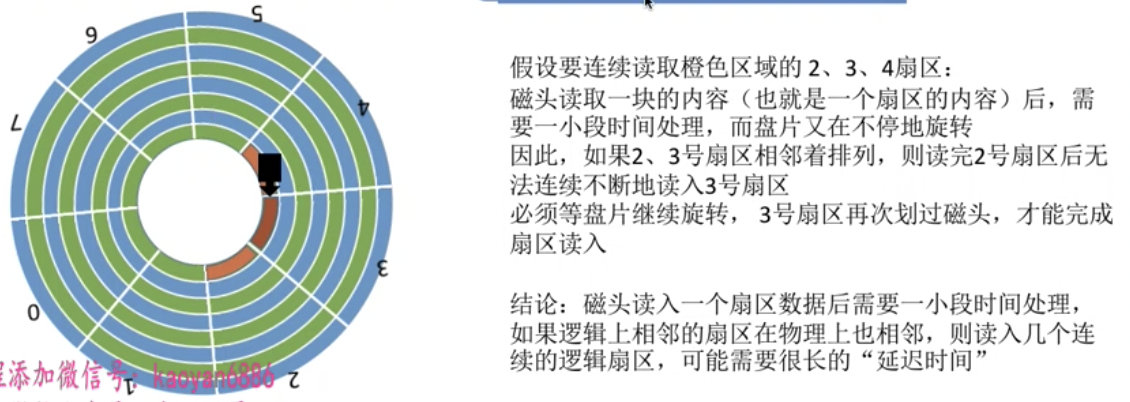 5
6
4
7
假设要连续读取橙色区域的 2、3、4扇区：
磁头读取一块的内容（也就是一个扇区的内容）后，需
要一小段时间处理，而盘片又在不停地旋转
因此，如果2、3号扇区相邻着排列，则读完2号扇区后无
法连续不断地读入3号扇区
必须等盘片继续旋转， 3号扇区再次划过磁头，才能完成
扇区读入
3
0
结论：磁头读入一个扇区数据后需要一小段时间处理，
如果逻辑上相邻的扇区在物理上也相邻，则读入几个连
续的逻辑扇区，可能需要很长的“延迟时间”
程添加微信号：kaoyan6886
1
2